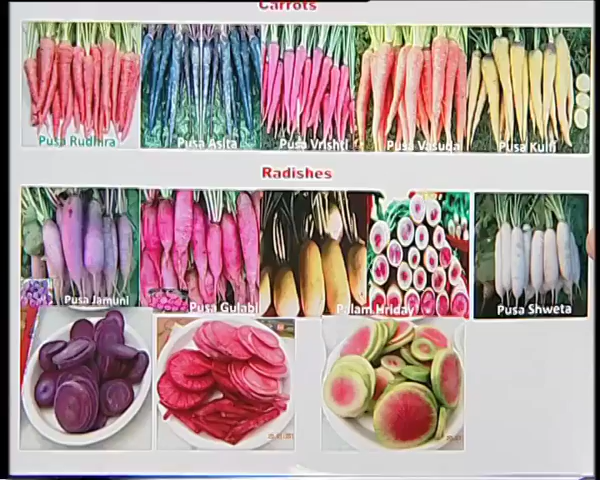 Carrots
Pusa Rudhira
Pusa Asita
Pusa Vrishti
Pusa Vasuda
Pusa Kulfi
Radishes
Pusa Jamuni
Pusa Gulabi
Palam Hriday
Pusa Shweta